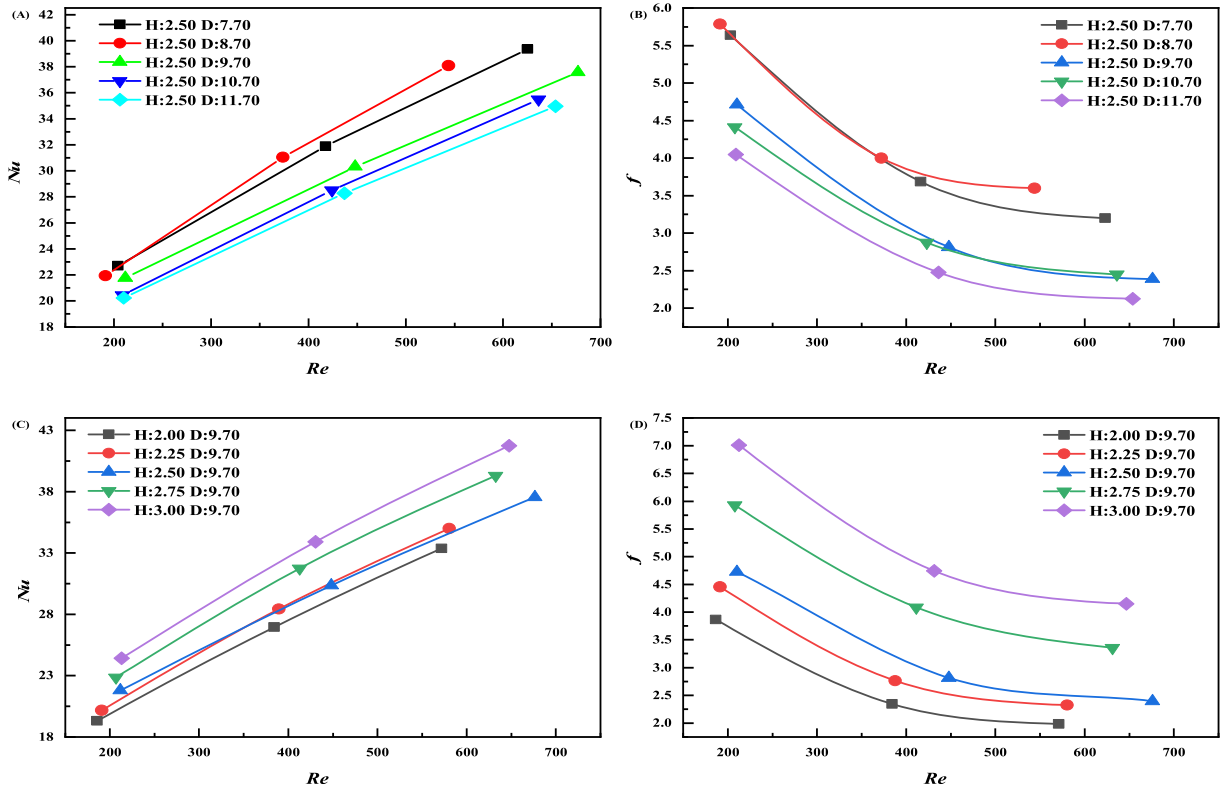 (A)
Nu
42
40
38
36
34
32
30
28
26
24
22
20
18
H:2.50 D:7.70
H:2.50 D:8.70
H:2.50 D:9.70
H:2.50 D:10.70
H:2.50 D:11.70
200 300 400 500 600 700
Re
(B)
f
6.0
5.5
5.0
4.5
4.0
3.5
3.0
2.5
2.0
H:2.50 D:7.70
H:2.50 D:8.70
H:2.50 D:9.70
H:2.50 D:10.70
H:2.50 D:11.70
200 300 400 500 600 700
Re
(C)
Nu
43
38
33
28
23
18
H:2.00 D:9.70
H:2.25 D:9.70
H:2.50 D:9.70
H:2.75 D:9.70
H:3.00 D:9.70
200 300 400 500 600 700
Re
(D)
f
7.5
7.0
6.5
6.0
5.5
5.0
4.5
4.0
3.5
3.0
2.5
2.0
H:2.00 D:9.70
H:2.25 D:9.70
H:2.50 D:9.70
H:2.75 D:9.70
H:3.00 D:9.70
200 300 400 500 600 700
Re